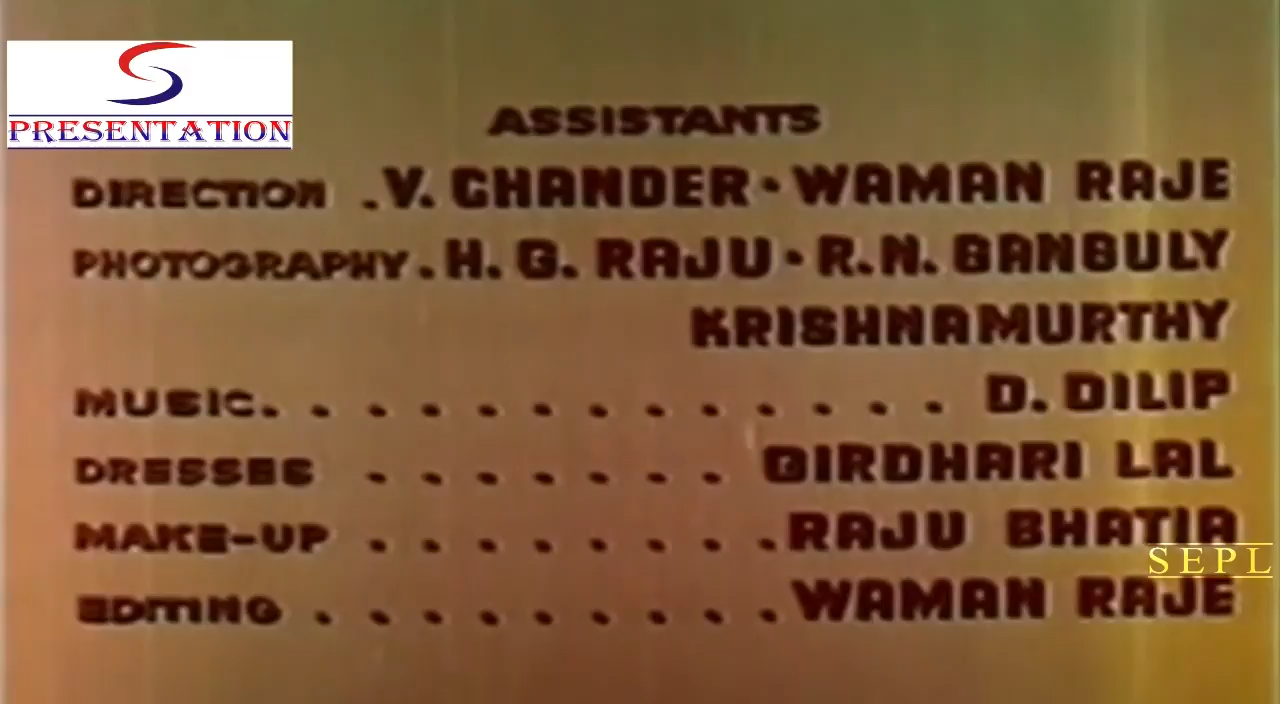 S
PRESENTATION
ASSISTANTS
DIRECTION . V. CHANDER · WAMAN RAJE
PHOTOGRAPHY . H. G. RAJU · R.N. GANGULY
KRISHNAMURTHY
MUSIC. . . . . . . . . . . . . D. DILIP
DRESSES . . . . . . . GIRDHARI LAL
MAKE-UP . . . . . . . . RAJU BHATIA
SEPL
EDITING . . . . . . . . . WAMAN RAJE